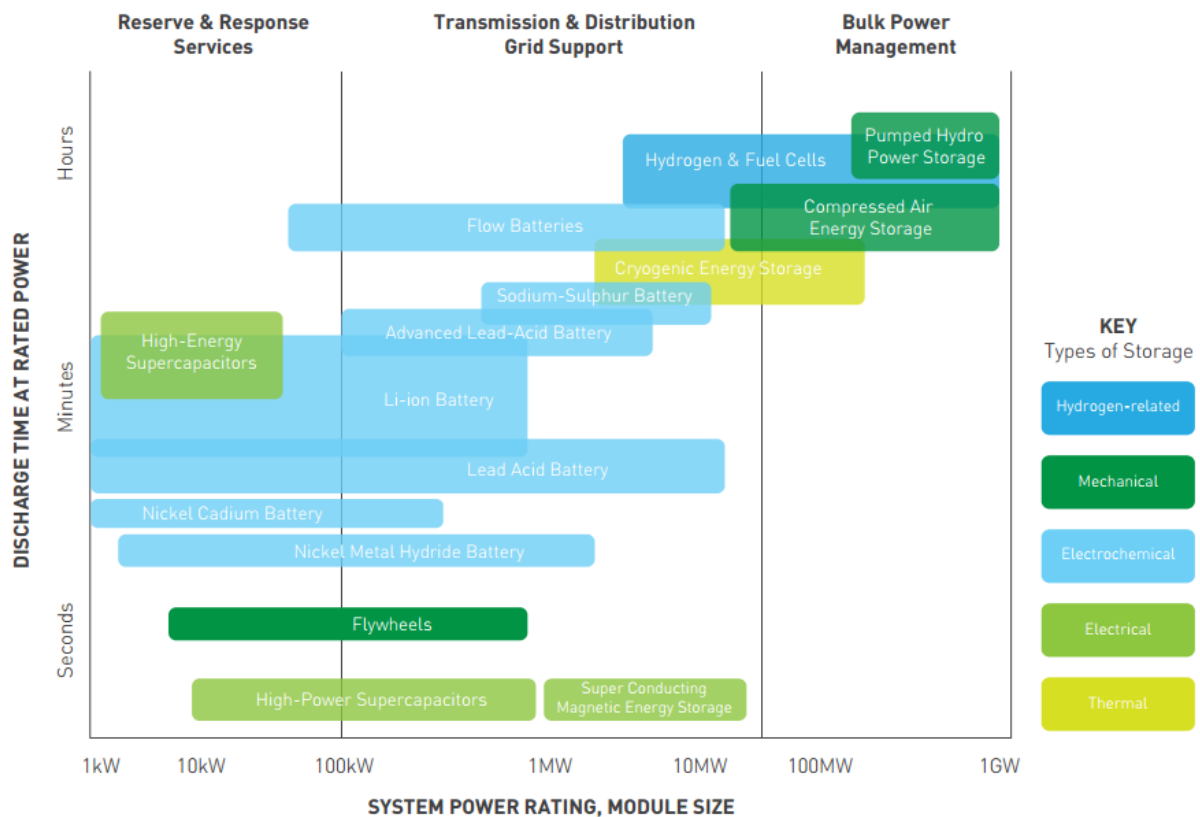 Reserve & Response
Services
Transmission & Distribution
Grid Support
Bulk Power
Management
DISCHARGE TIME AT RATED POWER
Hours
Minutes
Seconds
Pumped Hydro
Power Storage
Hydrogen & Fuel Cells
Compressed Air
Energy Storage
Flow Batteries
Cryogenic Energy Storage
Sodium-Sulphur Battery
Advanced Lead-Acid Battery
High-Energy
Supercapacitors
Li-ion Battery
Lead Acid Battery
Nickel Cadium Battery
Nickel Metal Hydride Battery
Flywheels
High-Power Supercapacitors
Super Conducting
Magnetic Energy Storage
1kW
10kW
100kW
1MW
10MW
100MW
1GW
SYSTEM POWER RATING, MODULE SIZE
KEY
Types of Storage
Hydrogen-related
Mechanical
Electrochemical
Electrical
Thermal